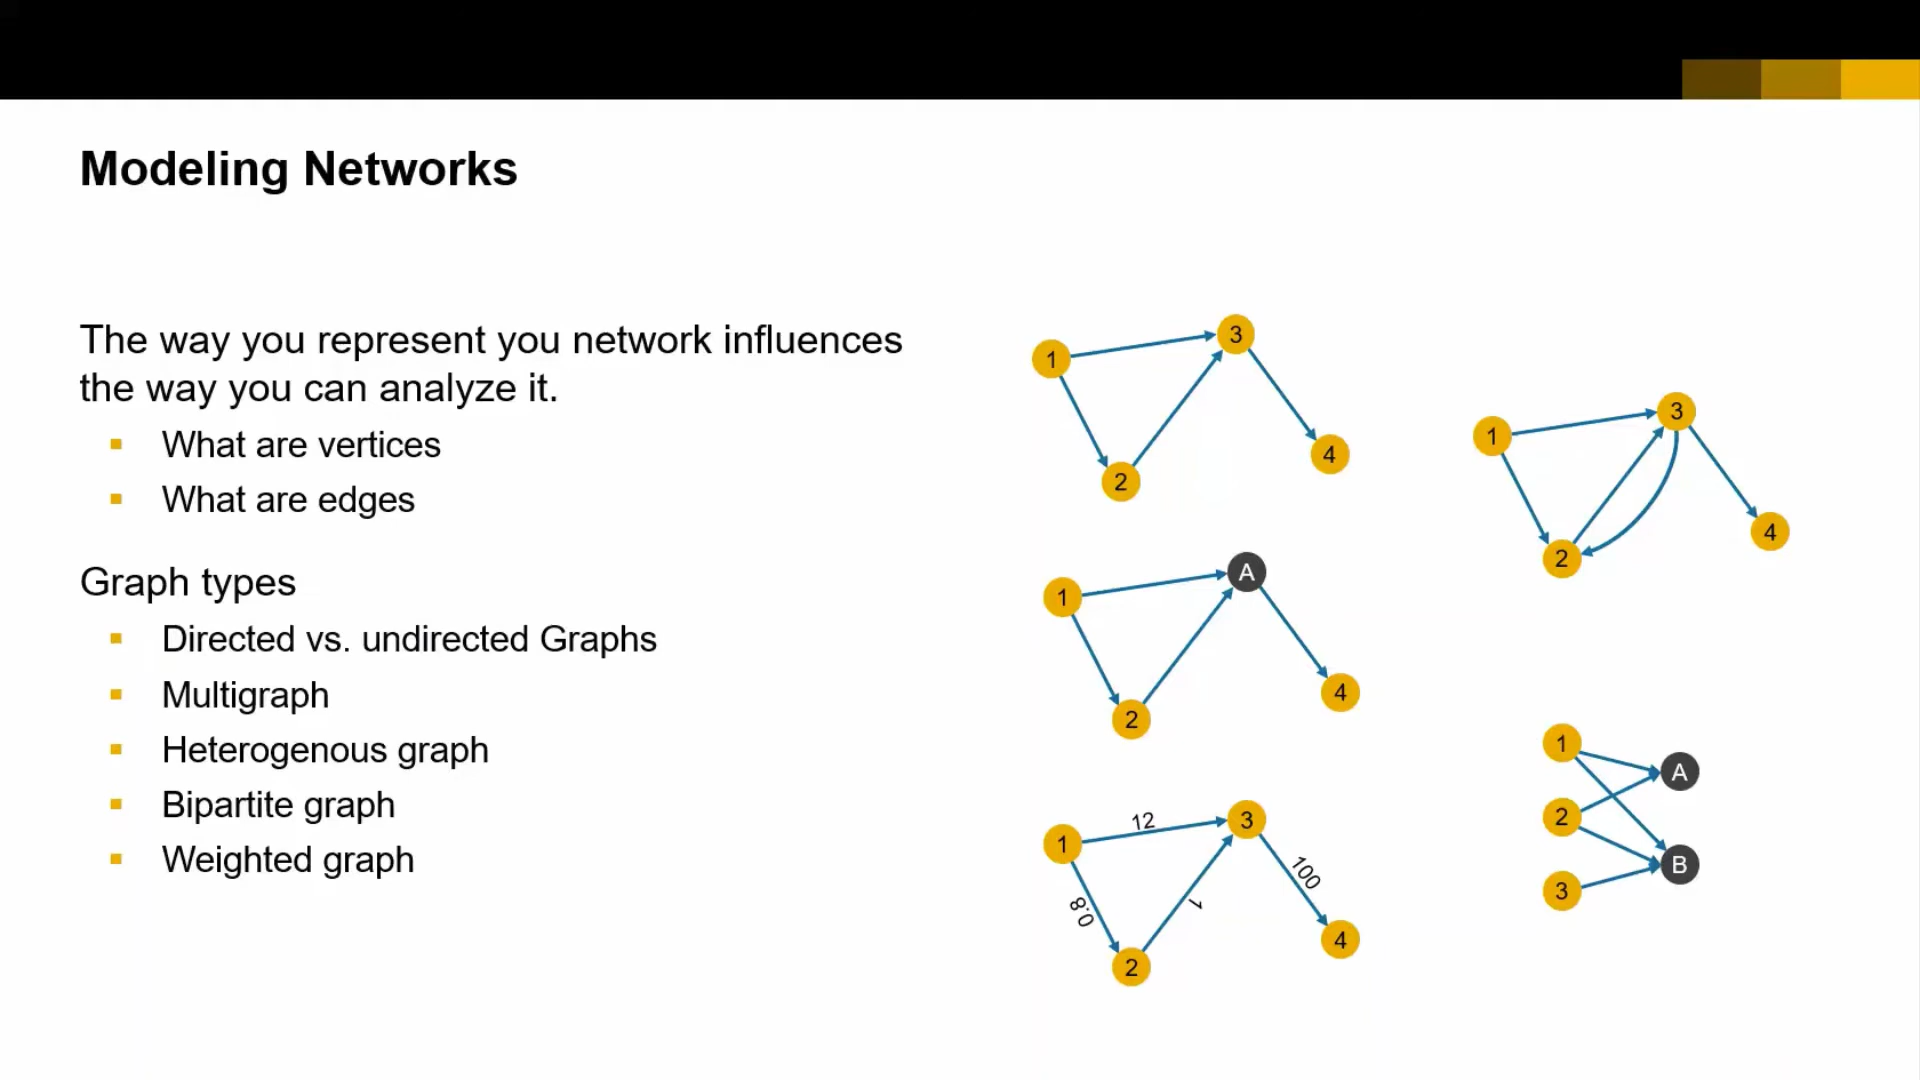 Modeling Networks
The way you represent you network influences
the way you can analyze it.
What are vertices
What are edges
Graph types
Directed vs. undirected Graphs
Multigraph
Heterogenous graph
Bipartite graph
Weighted graph
1
3
2
4
1
3
2
4
1
A
2
4
1
A
2
B
3
1
12
3
0.8
1
100
2
4